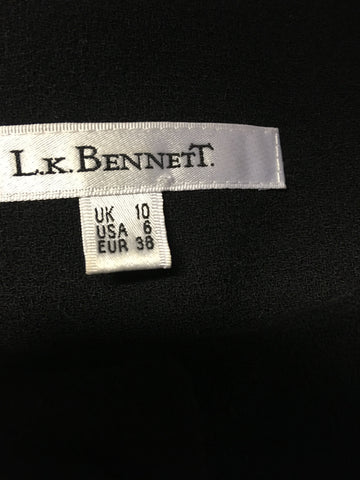 L.K.BENNETT.
UK 10
USA 6
EUR 38